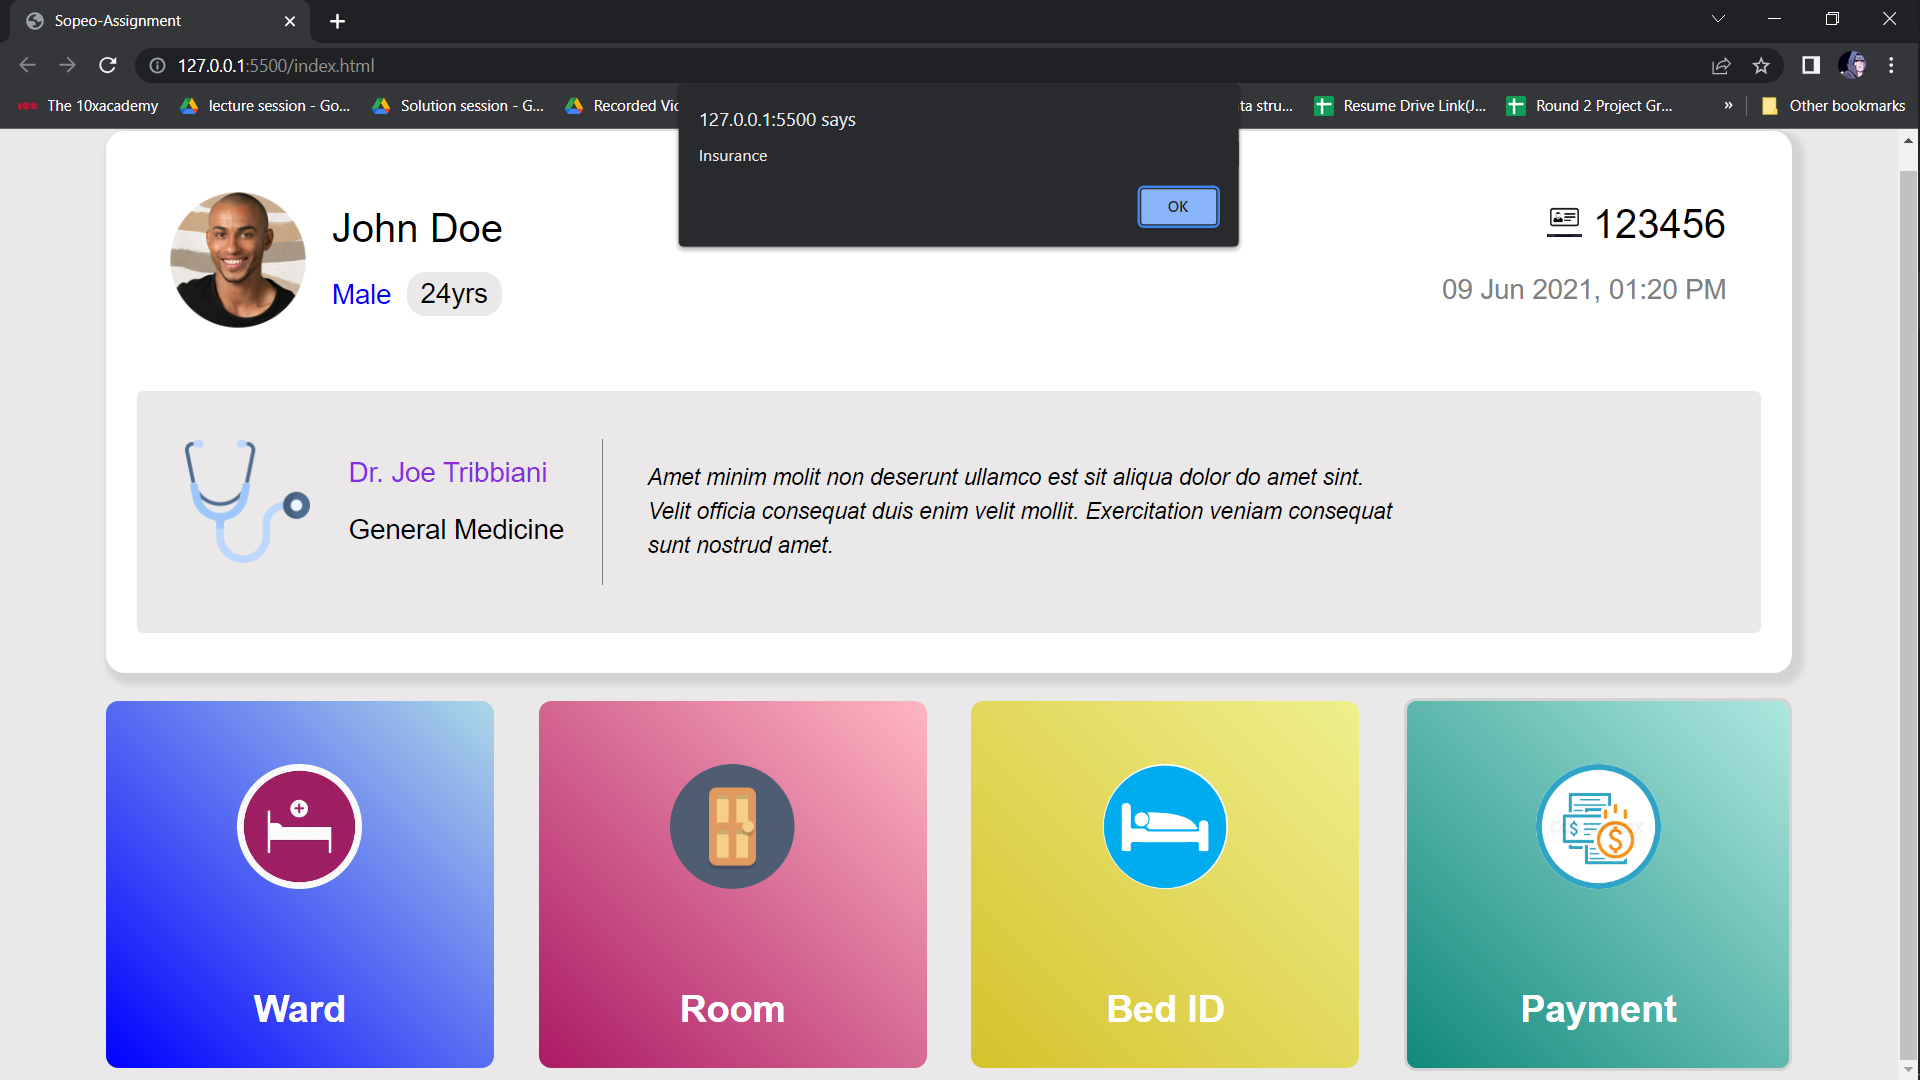 Sopeo-Assignment
127.0.0.1:5500/index.html
The 10xacademy
lecture session - Go...
Solution session - G...
Recorded Vic
ta stru...
Resume Drive Link(J...
Round 2 Project Gr...
»
Other bookmarks
127.0.0.1:5500 says
Insurance
OK
John Doe
Male 24yrs
123456
09 Jun 2021, 01:20 PM
Dr. Joe Tribbiani
General Medicine
Amet minim molit non deserunt ullamco est sit aliqua dolor do amet sint.
Velit officia consequat duis enim velit mollit. Exercitation veniam consequat
sunt nostrud amet.
Ward
Room
Bed ID
Payment